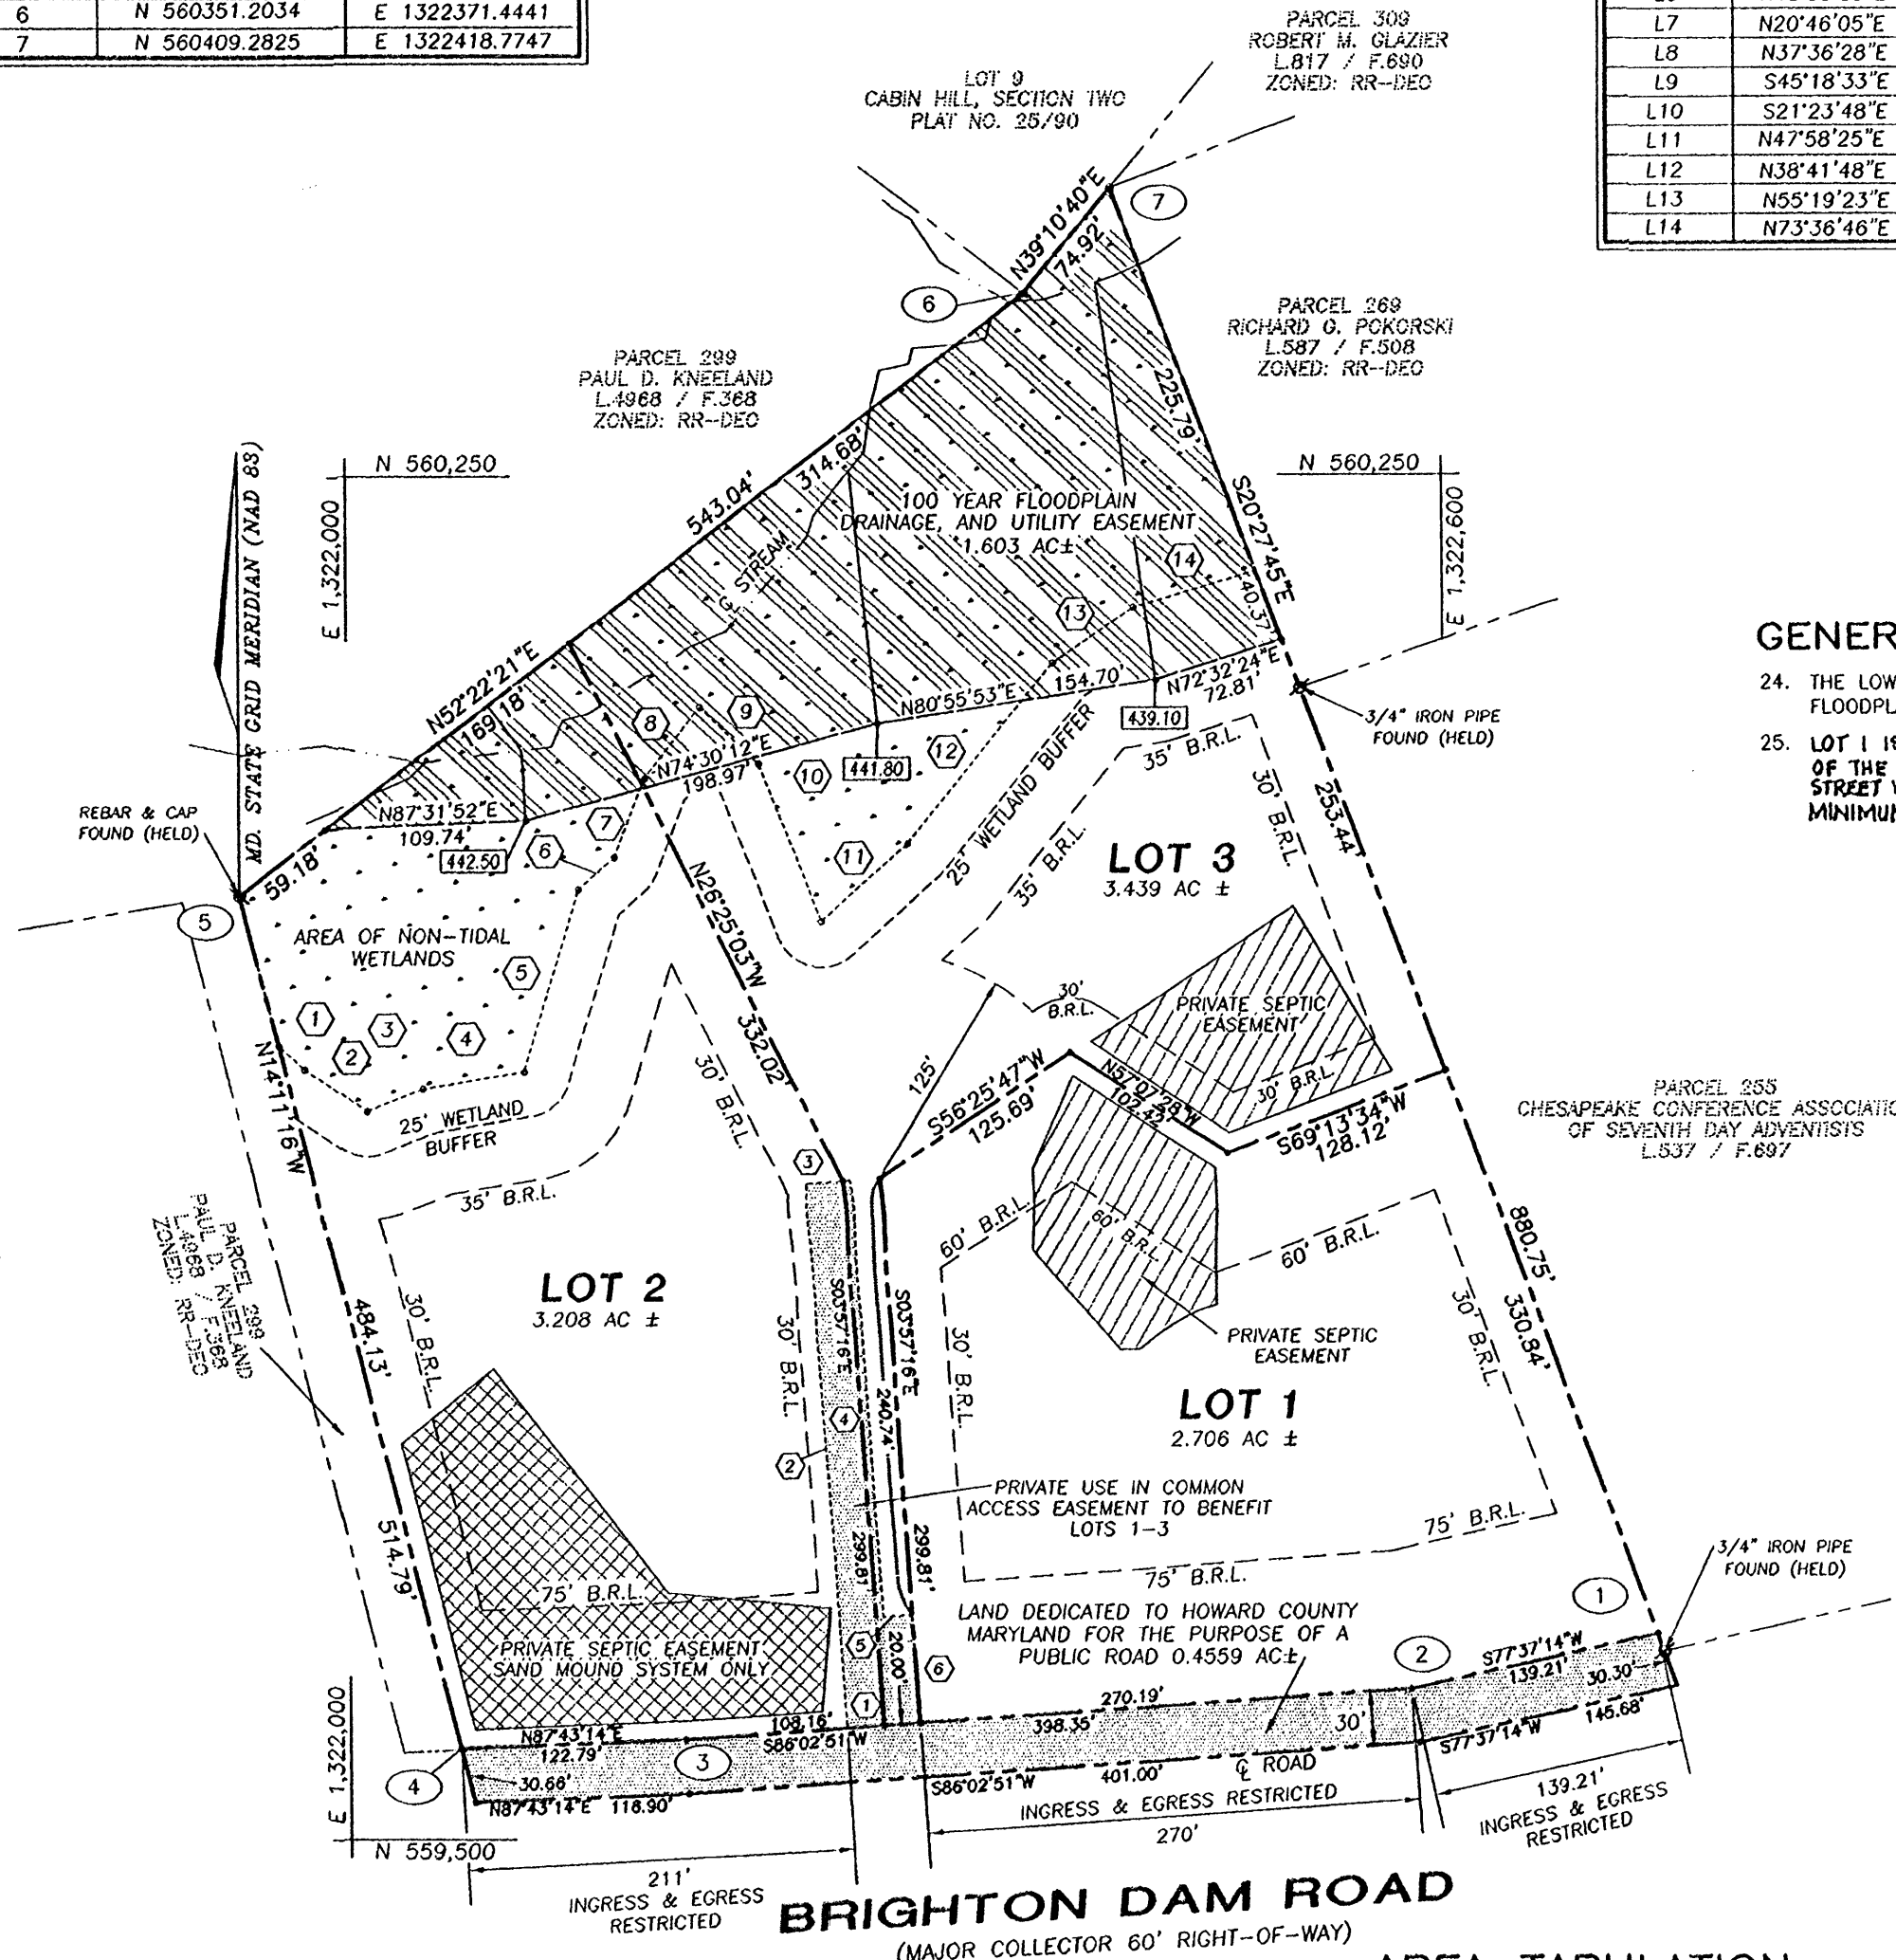 6 N 560351.2034 E 1322371.4441
7 N 560409.2825 E 1322418.7747
L7 N20°46'05"E
L8 N37°36'28"E
L9 S45°18'33"E
L10 S21°23'48"E
L11 N47°58'25"E
L12 N38°41'48"E
L13 N55°19'23"E
L14 N73°36'46"E
PARCEL 309
ROBERT M. GLAZIER
L.817 / F.690
ZONED: RR--DEO
LOT 9
CABIN HILL, SECTION TWO
PLAT NO. 25/90
N39°10'40"E
74.92'
7
6
PARCEL 269
RICHARD G. POKORSKI
L.587 / F.508
ZONED: RR--DEO
PARCEL 299
PAUL D. KNEELAND
L.4968 / F.368
ZONED: RR--DEO
225.79'
S20°27'45"E
MD. STATE GRID MERIDIAN (NAD 83)
N 560,250
E 1,322,000
N 560,250
E 1,322,600
543.04'
314.68'
100 YEAR FLOODPLAIN
DRAINAGE, AND UTILITY EASEMENT
1.603 AC±
℄ STREAM
14
13
40.37'
N52°22'21"E
169.18'
8
9
N80°55'53"E
154.70'
N72°32'24"E
72.81'
439.10
3/4" IRON PIPE
FOUND (HELD)
GENER
24. THE LOW
FLOODPL
25. LOT 1 IS
OF THE
STREET
MINIMU
N74°30'12"E
198.97'
10
441.80
12
11
25' WETLAND BUFFER
35' B.R.L.
30' B.R.L.
253.44'
REBAR & CAP
FOUND (HELD)
N87°31'52"E
109.74'
442.50
6
7
59.18'
5
35' B.R.L.
LOT 3
3.439 AC ±
AREA OF NON-TIDAL
WETLANDS
5
1
2
3
4
N26°25'03"W
332.02'
30'
B.R.L.
PRIVATE SEPTIC
EASEMENT
N14°11'16"W
25' WETLAND
BUFFER
30' B.R.L.
125'
S56°25'47"W
125.69'
N57°07'28"W
102.42'
30' B.R.L.
S69°13'34"W
128.12'
PARCEL 255
CHESAPEAKE CONFERENCE ASSOCIATIO
OF SEVENTH DAY ADVENTISTS
L.537 / F.697
35' B.R.L.
3
60' B.R.L.
60' B.R.L.
60' B.R.L.
880.75'
330.84'
PARCEL 299
PAUL D. KNEELAND
L.4968 / F.368
ZONED: RR--DEO
484.13'
30' B.R.L.
LOT 2
3.208 AC ±
30' B.R.L.
S03°57'16"E
S03°57'16"E
30' B.R.L.
PRIVATE SEPTIC
EASEMENT
30' B.R.L.
LOT 1
2.706 AC ±
4
2
240.74'
PRIVATE USE IN COMMON
ACCESS EASEMENT TO BENEFIT
LOTS 1-3
514.79'
299.81
299.81'
75' B.R.L.
75' B.R.L.
75' B.R.L.
3/4" IRON PIPE
FOUND (HELD)
1
PRIVATE SEPTIC EASEMENT
SAND MOUND SYSTEM ONLY
5
20.00'
6
LAND DEDICATED TO HOWARD COUNTY
MARYLAND FOR THE PURPOSE OF A
PUBLIC ROAD 0.4559 AC±
2
S77°37'14"W
139.21'
30.30'
1
N87°43'14"E
122.79'
108.16'
S86°02'51"W
270.19'
398.35'
30'
S77°37'14"W
145.68'
4
3
30.66'
N87°43'14"E 116.90'
S86°02'51"W
401.00'
℄ ROAD
E 1,322,000
N 559,500
INGRESS & EGRESS RESTRICTED
270'
139.21'
INGRESS & EGRESS
RESTRICTED
211'
INGRESS & EGRESS
RESTRICTED
BRIGHTON DAM ROAD
(MAJOR COLLECTOR 60' RIGHT-OF-WAY)